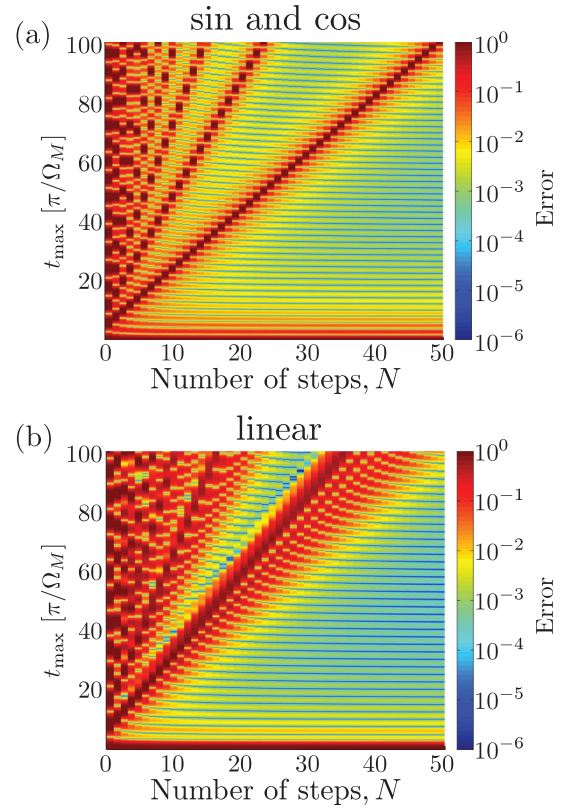 (a)
sin and cos
100
80
60
40
20
t_max [π/Ω_M]
0 10 20 30 40 50
Number of steps, N
10^0
10^-1
10^-2
10^-3
10^-4
10^-5
10^-6
Error
(b)
linear
100
80
60
40
20
t_max [π/Ω_M]
0 10 20 30 40 50
Number of steps, N
10^0
10^-1
10^-2
10^-3
10^-4
10^-5
10^-6
Error